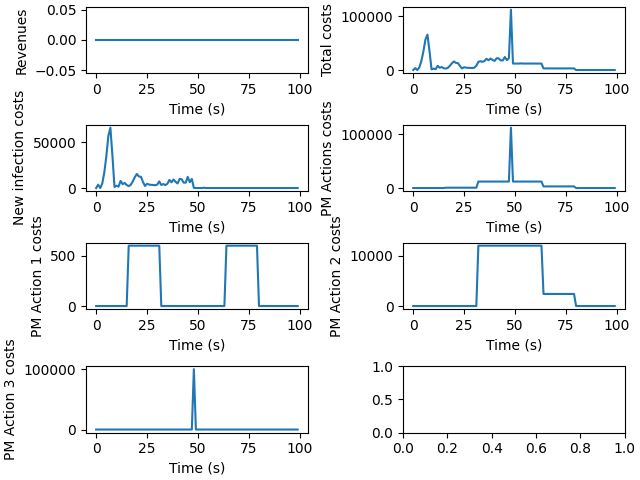 Revenues
0.05
0.00
−0.05
0 25 50 75 100
Time (s)
Total costs
100000
0
0 25 50 75 100
Time (s)
New infection costs
50000
0
0 25 50 75 100
Time (s)
PM Actions costs
100000
0
0 25 50 75 100
Time (s)
PM Action 1 costs
500
0
0 25 50 75 100
Time (s)
PM Action 2 costs
10000
0
0 25 50 75 100
Time (s)
PM Action 3 costs
100000
0
0 25 50 75 100
Time (s)
1.0
0.5
0.0
0.0 0.2 0.4 0.6 0.8 1.0